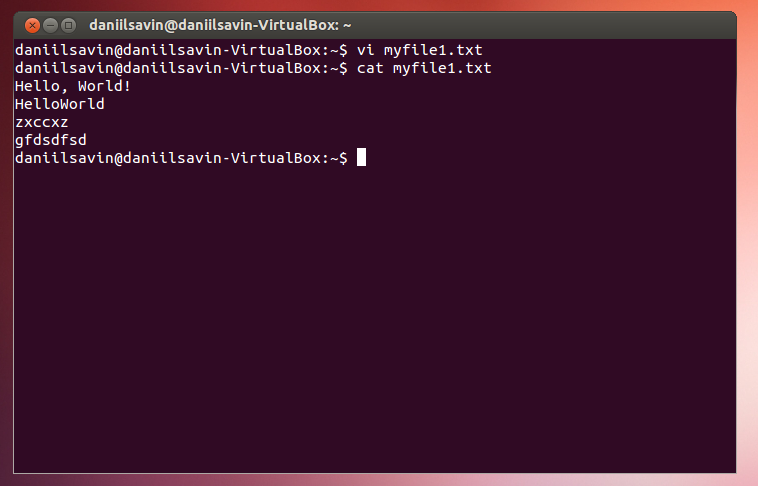 daniilsavin@daniilsavin-VirtualBox: ~
daniilsavin@daniilsavin-VirtualBox:~$ vi myfile1.txt
daniilsavin@daniilsavin-VirtualBox:~$ cat myfile1.txt
Hello, World!
HelloWorld
zxccxz
gfdsdfsd
daniilsavin@daniilsavin-VirtualBox:~$